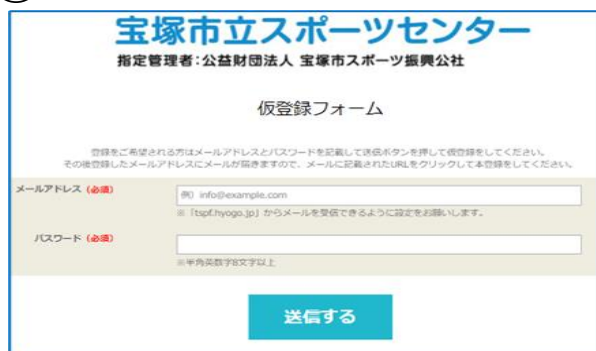 宝塚市立スポーツセンター
指定管理者:公益財団法人 宝塚市スポーツ振興公社
仮登録フォーム
登録をご希望される方はメールアドレスとパスワードを記載して送信ボタンを押して仮登録をしてください。
その後登録したメールアドレスにメールが届きますので、メールに記載されたURLをクリックして本登録をしてください。
メールアドレス (必須)
例) info@example.com
※「tspf.hyogo.jp」からメールを受信できるように設定をお願いします。
パスワード (必須)
※半角英数字8文字以上
送信する